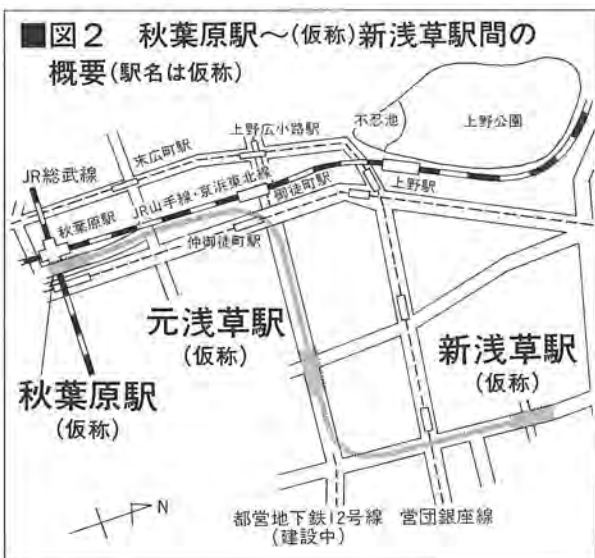 ■図2 秋葉原駅～(仮称)新浅草駅間の
概要(駅名は仮称)
不忍池
上野公園
上野広小路駅
末広町駅
JR総武線
JR山手線・京浜東北線
御徒町駅
上野駅
秋葉原駅
仲御徒町駅
元浅草駅
(仮称)
新浅草駅
(仮称)
秋葉原駅
(仮称)
N
都営地下鉄12号線
(建設中)
営団銀座線